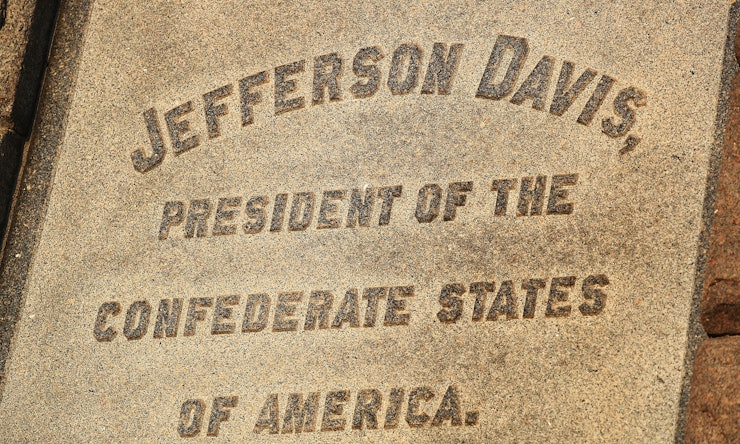 JEFFERSON DAVIS,
PRESIDENT OF THE
CONFEDERATE STATES
OF AMERICA.